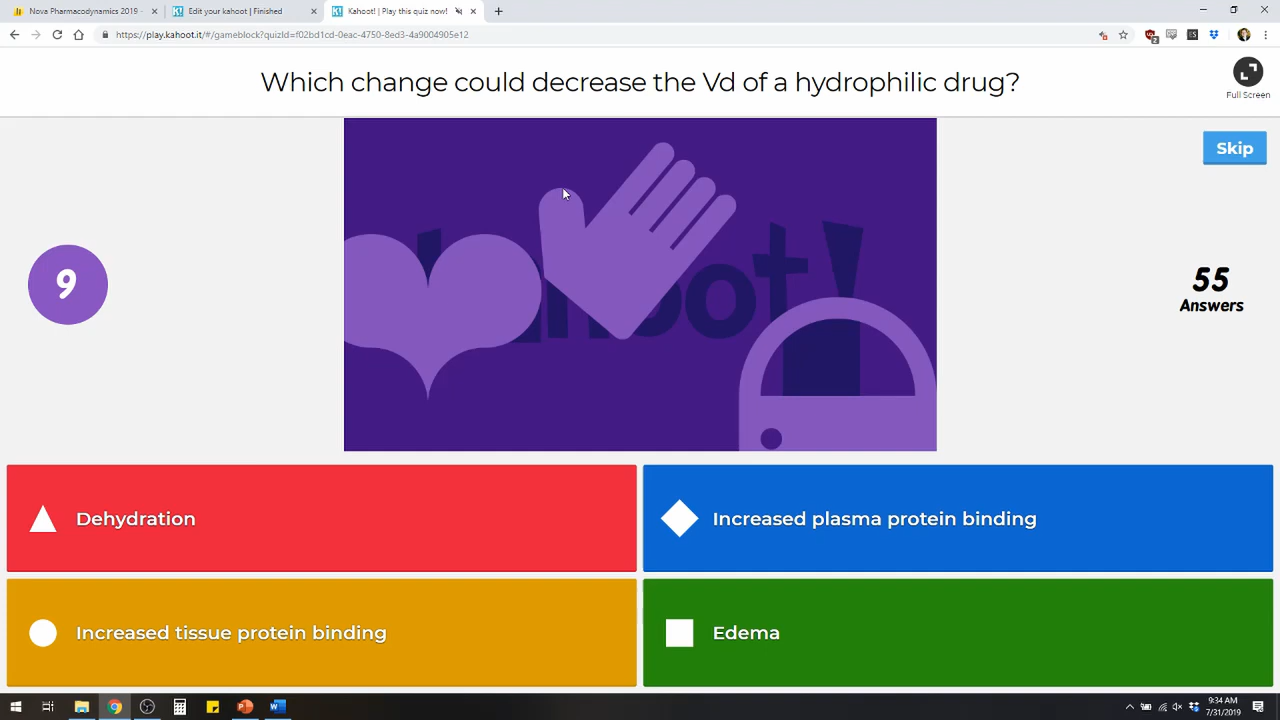 Nova Pharmacodynamics 2019 -
Edit your kahoot | Finished
Kahoot! | Play this quiz now!
https://play.kahoot.it/#/gameblock?quizId=f02bd1cd-0eac-4750-8ed3-4a9004905e12
Which change could decrease the Vd of a hydrophilic drug?
Full Screen
Skip
9
55
Answers
Dehydration
Increased plasma protein binding
Increased tissue protein binding
Edema
9:34 AM
7/31/2019